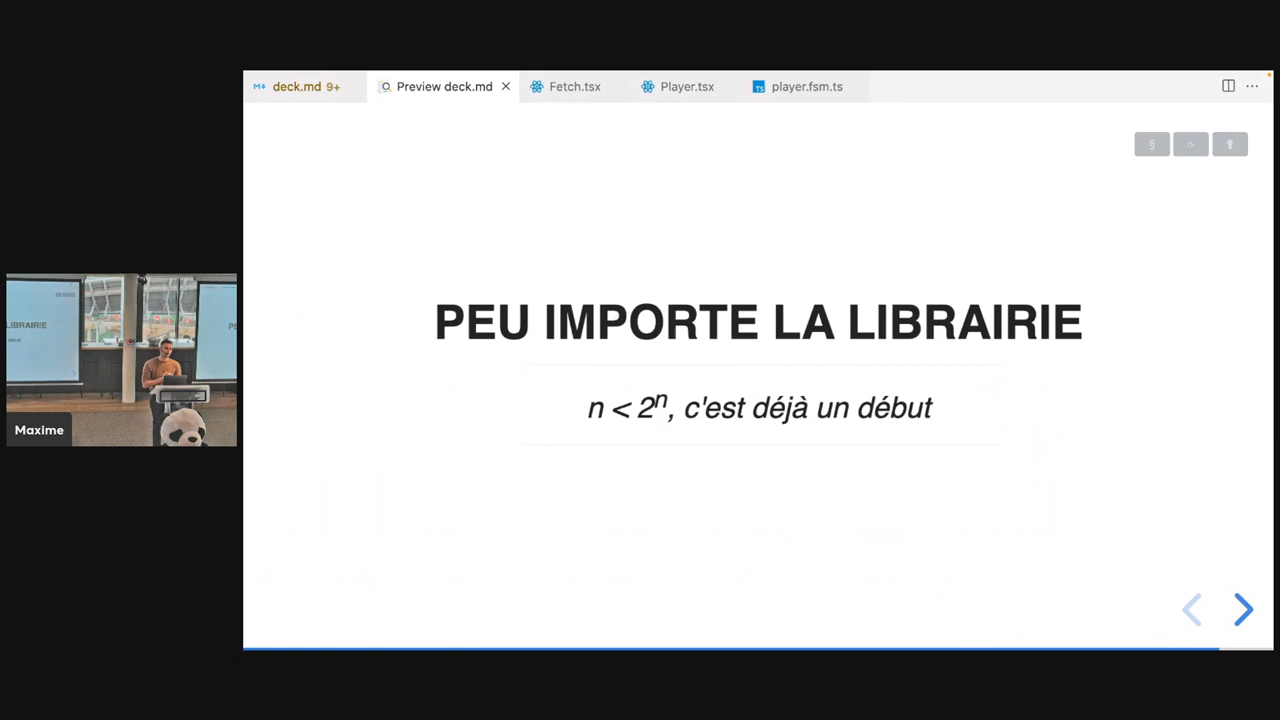 deck.md 9+
Preview deck.md
Fetch.tsx
Player.tsx
player.fsm.ts
PEU IMPORTE LA LIBRAIRIE
n < 2ⁿ, c'est déjà un début
LIBRAIRIE
Maxime